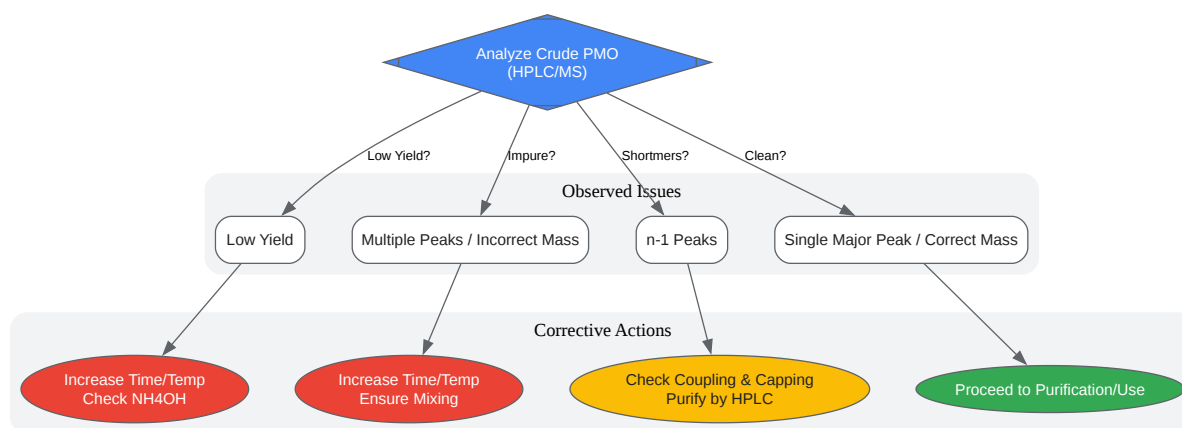 Analyze Crude PMO
(HPLC/MS)
Low Yield?
Impure?
Shortmers?
Clean?
Observed Issues
Low Yield
Multiple Peaks / Incorrect Mass
n-1 Peaks
Single Major Peak / Correct Mass
Corrective Actions
Increase Time/Temp
Check NH4OH
Increase Time/Temp
Ensure Mixing
Check Coupling & Capping
Purify by HPLC
Proceed to Purification/Use